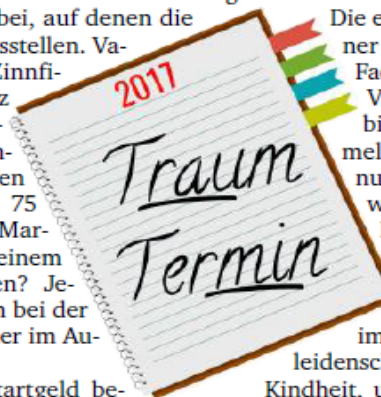 bei, auf denen die
sstellen. Va-
Zinnfi-
z
n-
en
75
Mar-
einem
en? Je-
n bei der
er im Au-
tartgeld be-
2017
Traum
Termin
Die e
ner
Fac
V
bi
mel
nu
w
im
leidensc
Kindheit, u